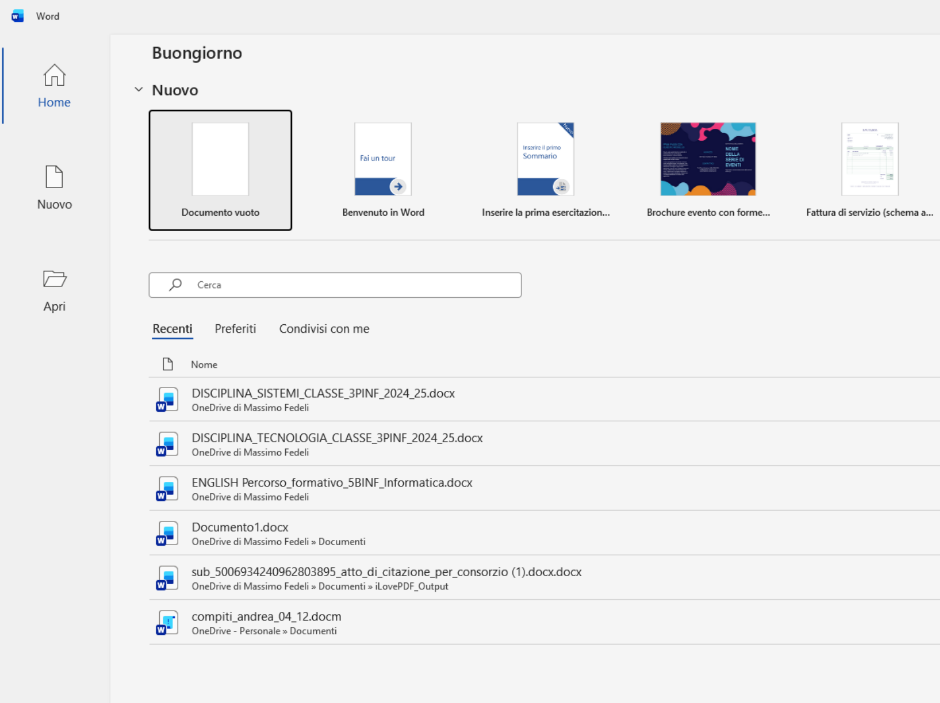 Word
Buongiorno
Home
Nuovo
Fai un tour
Inserire il primo
Sommario
NOME
DELLA
SERIE DI
EVENTI
Documento vuoto
Benvenuto in Word
Inserire la prima esercitazion...
Brochure evento con forme...
Fattura di servizio (schema a...
Nuovo
Cerca
Apri
Recenti
Preferiti
Condivisi con me
Nome
DISCIPLINA_SISTEMI_CLASSE_3PINF_2024_25.docx
OneDrive di Massimo Fedeli
DISCIPLINA_TECNOLOGIA_CLASSE_3PINF_2024_25.docx
OneDrive di Massimo Fedeli
ENGLISH Percorso_formativo_5BINF_Informatica.docx
OneDrive di Massimo Fedeli
Documento1.docx
OneDrive di Massimo Fedeli » Documenti
sub_5006934240962803895_atto_di_citazione_per_consorzio (1).docx.docx
OneDrive di Massimo Fedeli » Documenti » iLovePDF_Output
compiti_andrea_04_12.docm
OneDrive - Personale » Documenti